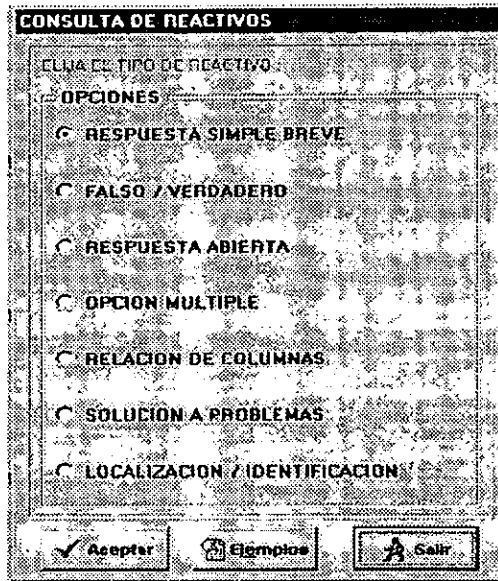 CONSULTA DE REACTIVOS
ELIJA EL TIPO DE REACTIVO:
OPCIONES
RESPUESTA SIMPLE BREVE
FALSO / VERDADERO
RESPUESTA ABIERTA
OPCION MULTIPLE
RELACION DE COLUMNAS
SOLUCION A PROBLEMAS
LOCALIZACION / IDENTIFICACION
Aceptar Ejemplos Salir